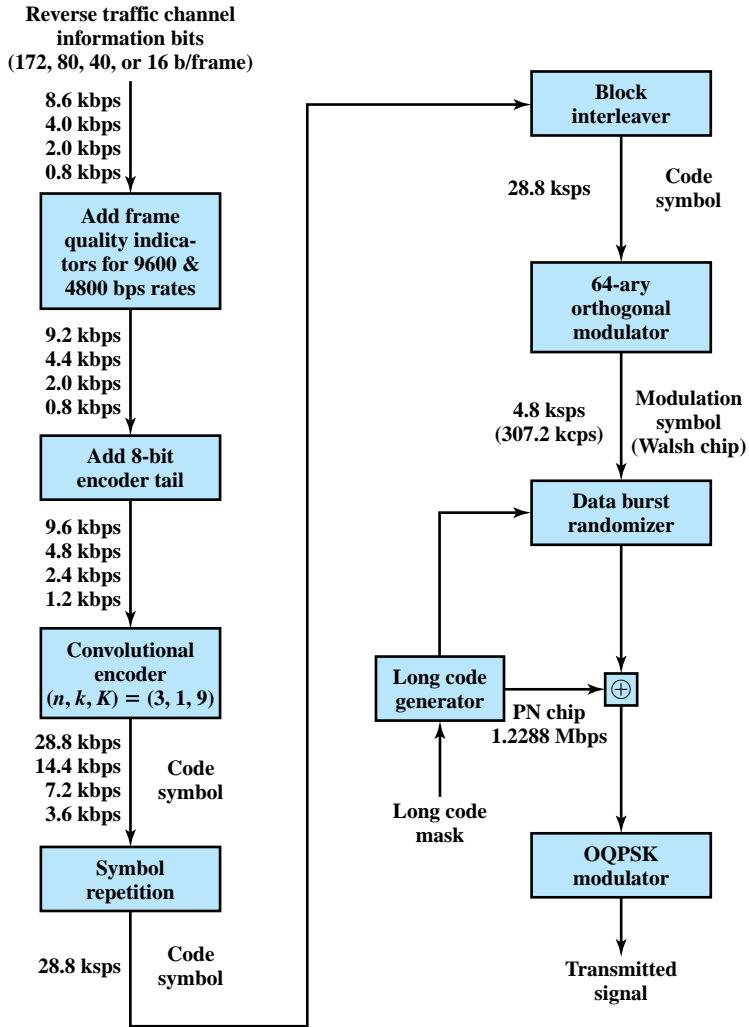 Reverse traffic channel
information bits
(172, 80, 40, or 16 b/frame)
8.6 kbps
4.0 kbps
2.0 kbps
0.8 kbps
Add frame
quality indica-
tors for 9600 &
4800 bps rates
9.2 kbps
4.4 kbps
2.0 kbps
0.8 kbps
Add 8-bit
encoder tail
9.6 kbps
4.8 kbps
2.4 kbps
1.2 kbps
Convolutional
encoder
(n, k, K) = (3, 1, 9)
28.8 kbps
14.4 kbps
7.2 kbps
3.6 kbps
Code
symbol
Symbol
repetition
28.8 ksps
Code
symbol
Block
interleaver
28.8 ksps
Code
symbol
64-ary
orthogonal
modulator
4.8 ksps
(307.2 kcps)
Modulation
symbol
(Walsh chip)
Data burst
randomizer
Long code
generator
PN chip
1.2288 Mbps
⊕
Long code
mask
OQPSK
modulator
Transmitted
signal